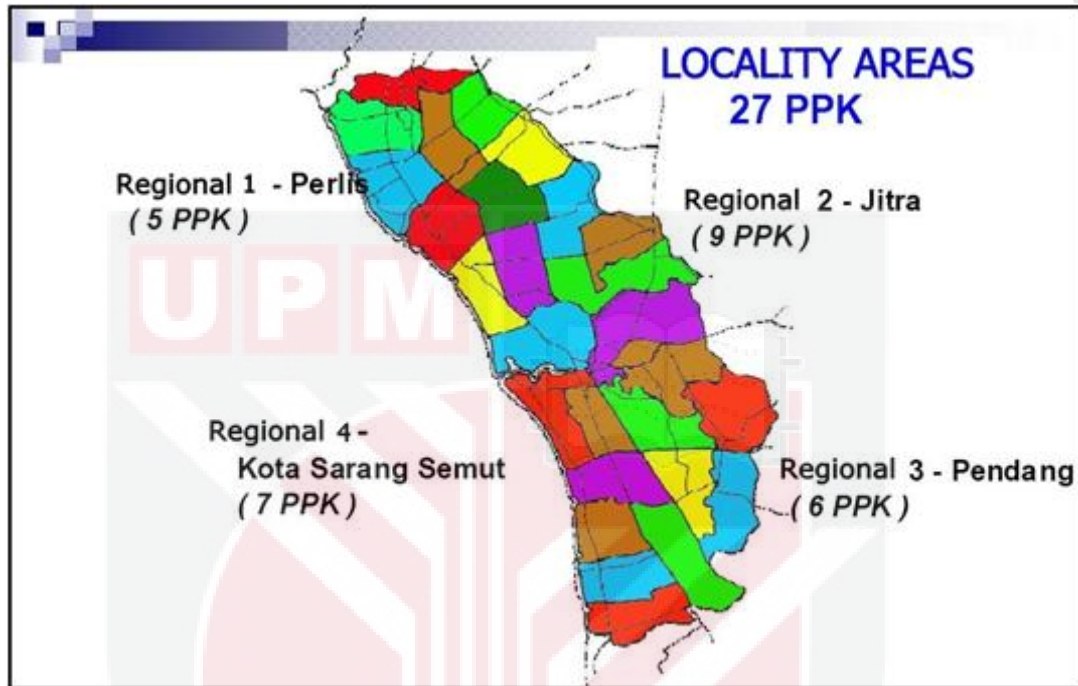 LOCALITY AREAS
27 PPK
Regional 1 - Perlis
( 5 PPK )
Regional 2 - Jitra
( 9 PPK )
UPM
Regional 4 -
Kota Sarang Semut
( 7 PPK )
Regional 3 - Pendang
( 6 PPK )